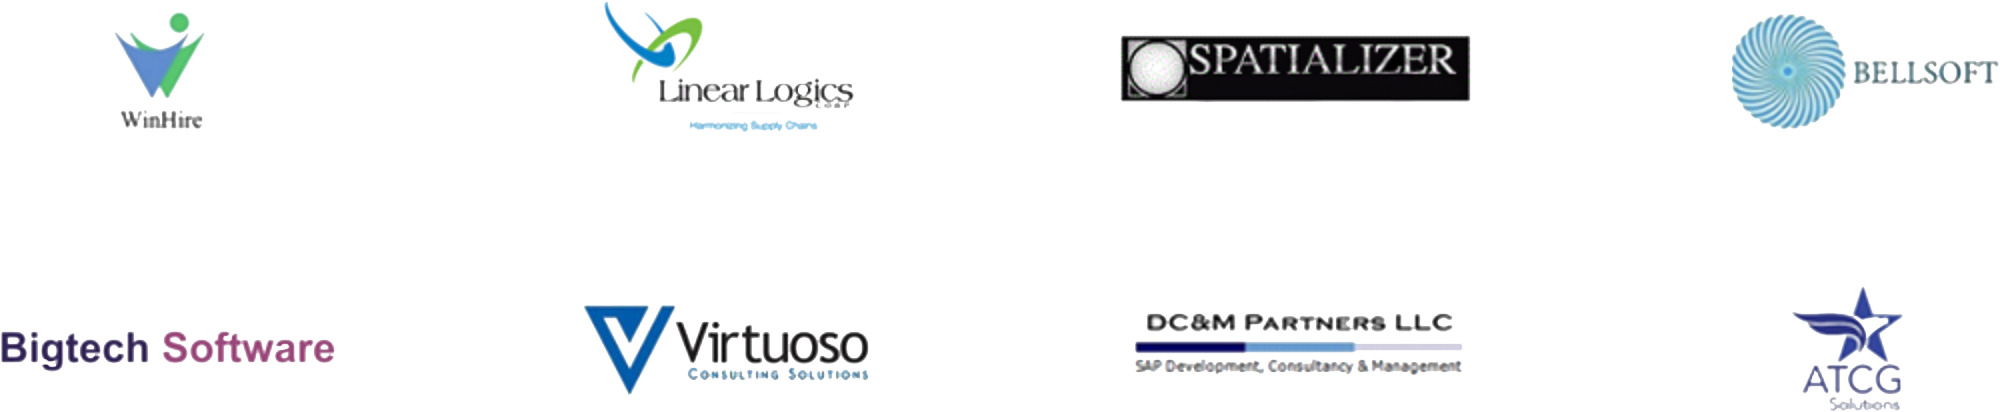 WinHire
Linear Logics
CORP
Harmonizing Supply Chains
SPATIALIZER
BELLSOFT
Bigtech Software
Virtuoso
CONSULTING SOLUTIONS
DC&M PARTNERS LLC
SAP Development, Consultancy & Management
ATCG
Solutions